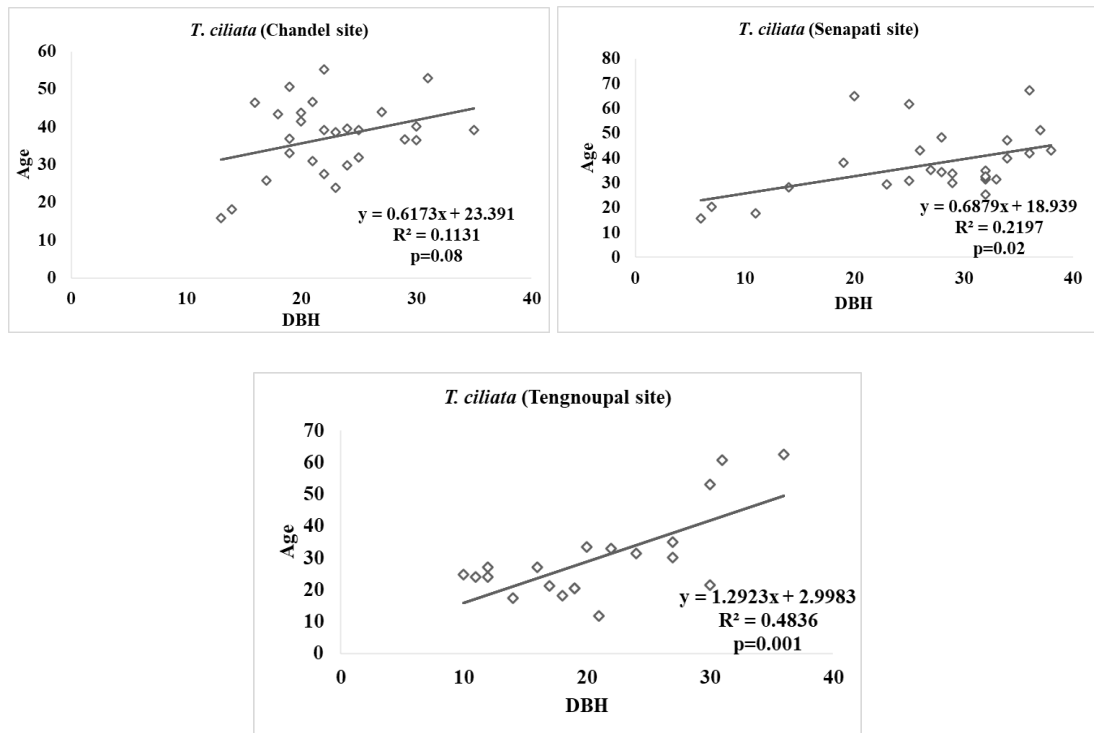 T. ciliata (Chandel site)
60
50
40
30
20
10
0
Age
y = 0.6173x + 23.391
R² = 0.1131
p=0.08
0 10 20 30 40
DBH
T. ciliata (Senapati site)
80
70
60
50
40
30
20
10
0
Age
y = 0.6879x + 18.939
R² = 0.2197
p=0.02
0 10 20 30 40
DBH
T. ciliata (Tengnoupal site)
70
60
50
40
30
20
10
0
Age
y = 1.2923x + 2.9983
R² = 0.4836
p=0.001
0 10 20 30 40
DBH